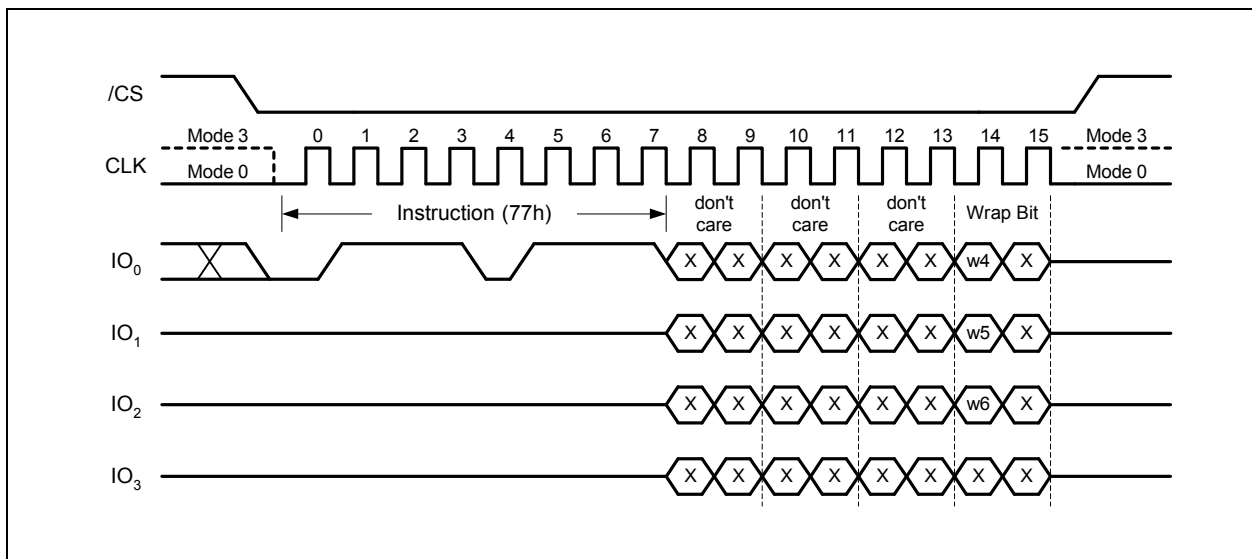 /CS
Mode 3 0 1 2 3 4 5 6 7 8 9 10 11 12 13 14 15 Mode 3
CLK
Mode 0 Mode 0
Instruction (77h) don't care don't care don't care Wrap Bit
IO0 X X X X X X w4 X
IO1 X X X X X X w5 X
IO2 X X X X X X w6 X
IO3 X X X X X X X X